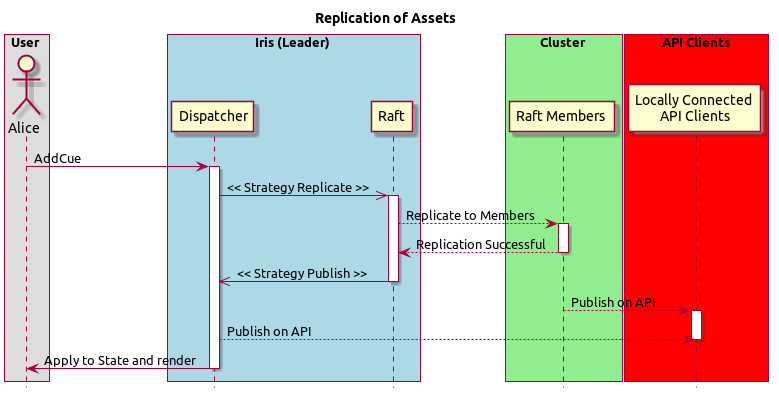 Replication of Assets
User
Iris (Leader)
Cluster
API Clients
Alice
Dispatcher
Raft
Raft Members
Locally Connected
API Clients
AddCue
<< Strategy Replicate >>
Replicate to Members
Replication Successful
<< Strategy Publish >>
Publish on API
Publish on API
Apply to State and render